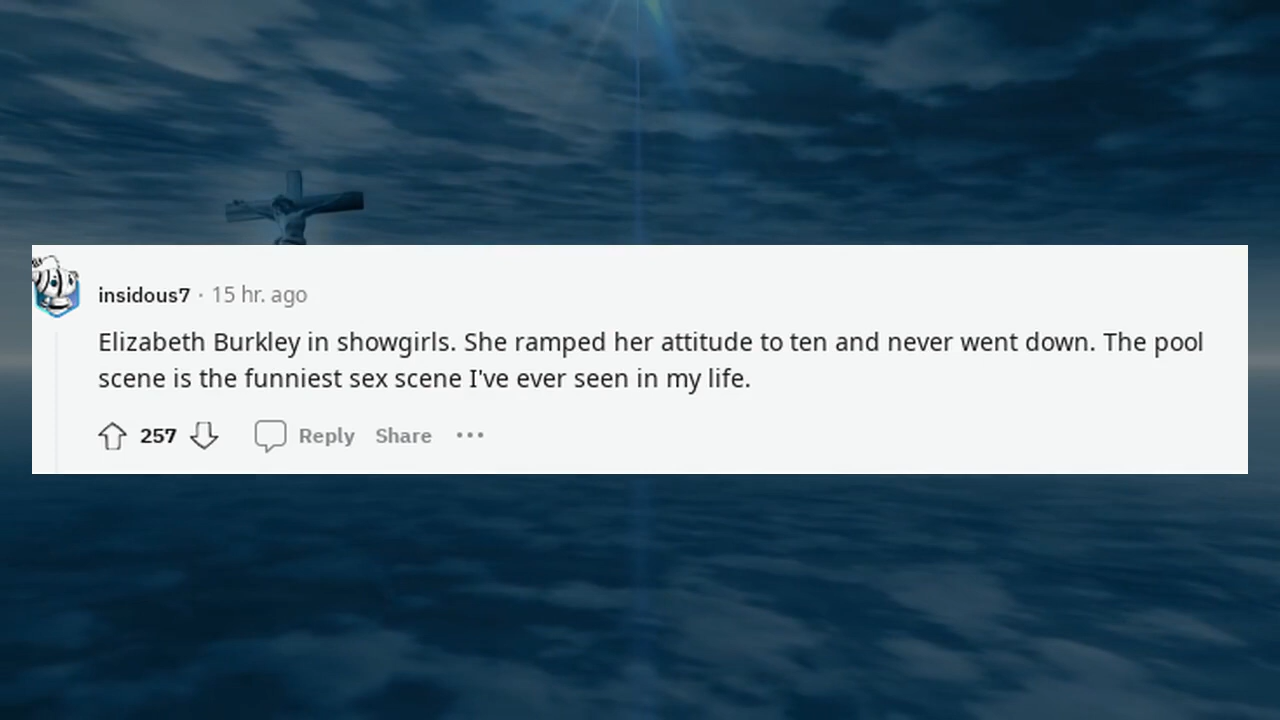 insidous7 · 15 hr. ago
Elizabeth Burkley in showgirls. She ramped her attitude to ten and never went down. The pool
scene is the funniest sex scene I've ever seen in my life.
257 Reply Share